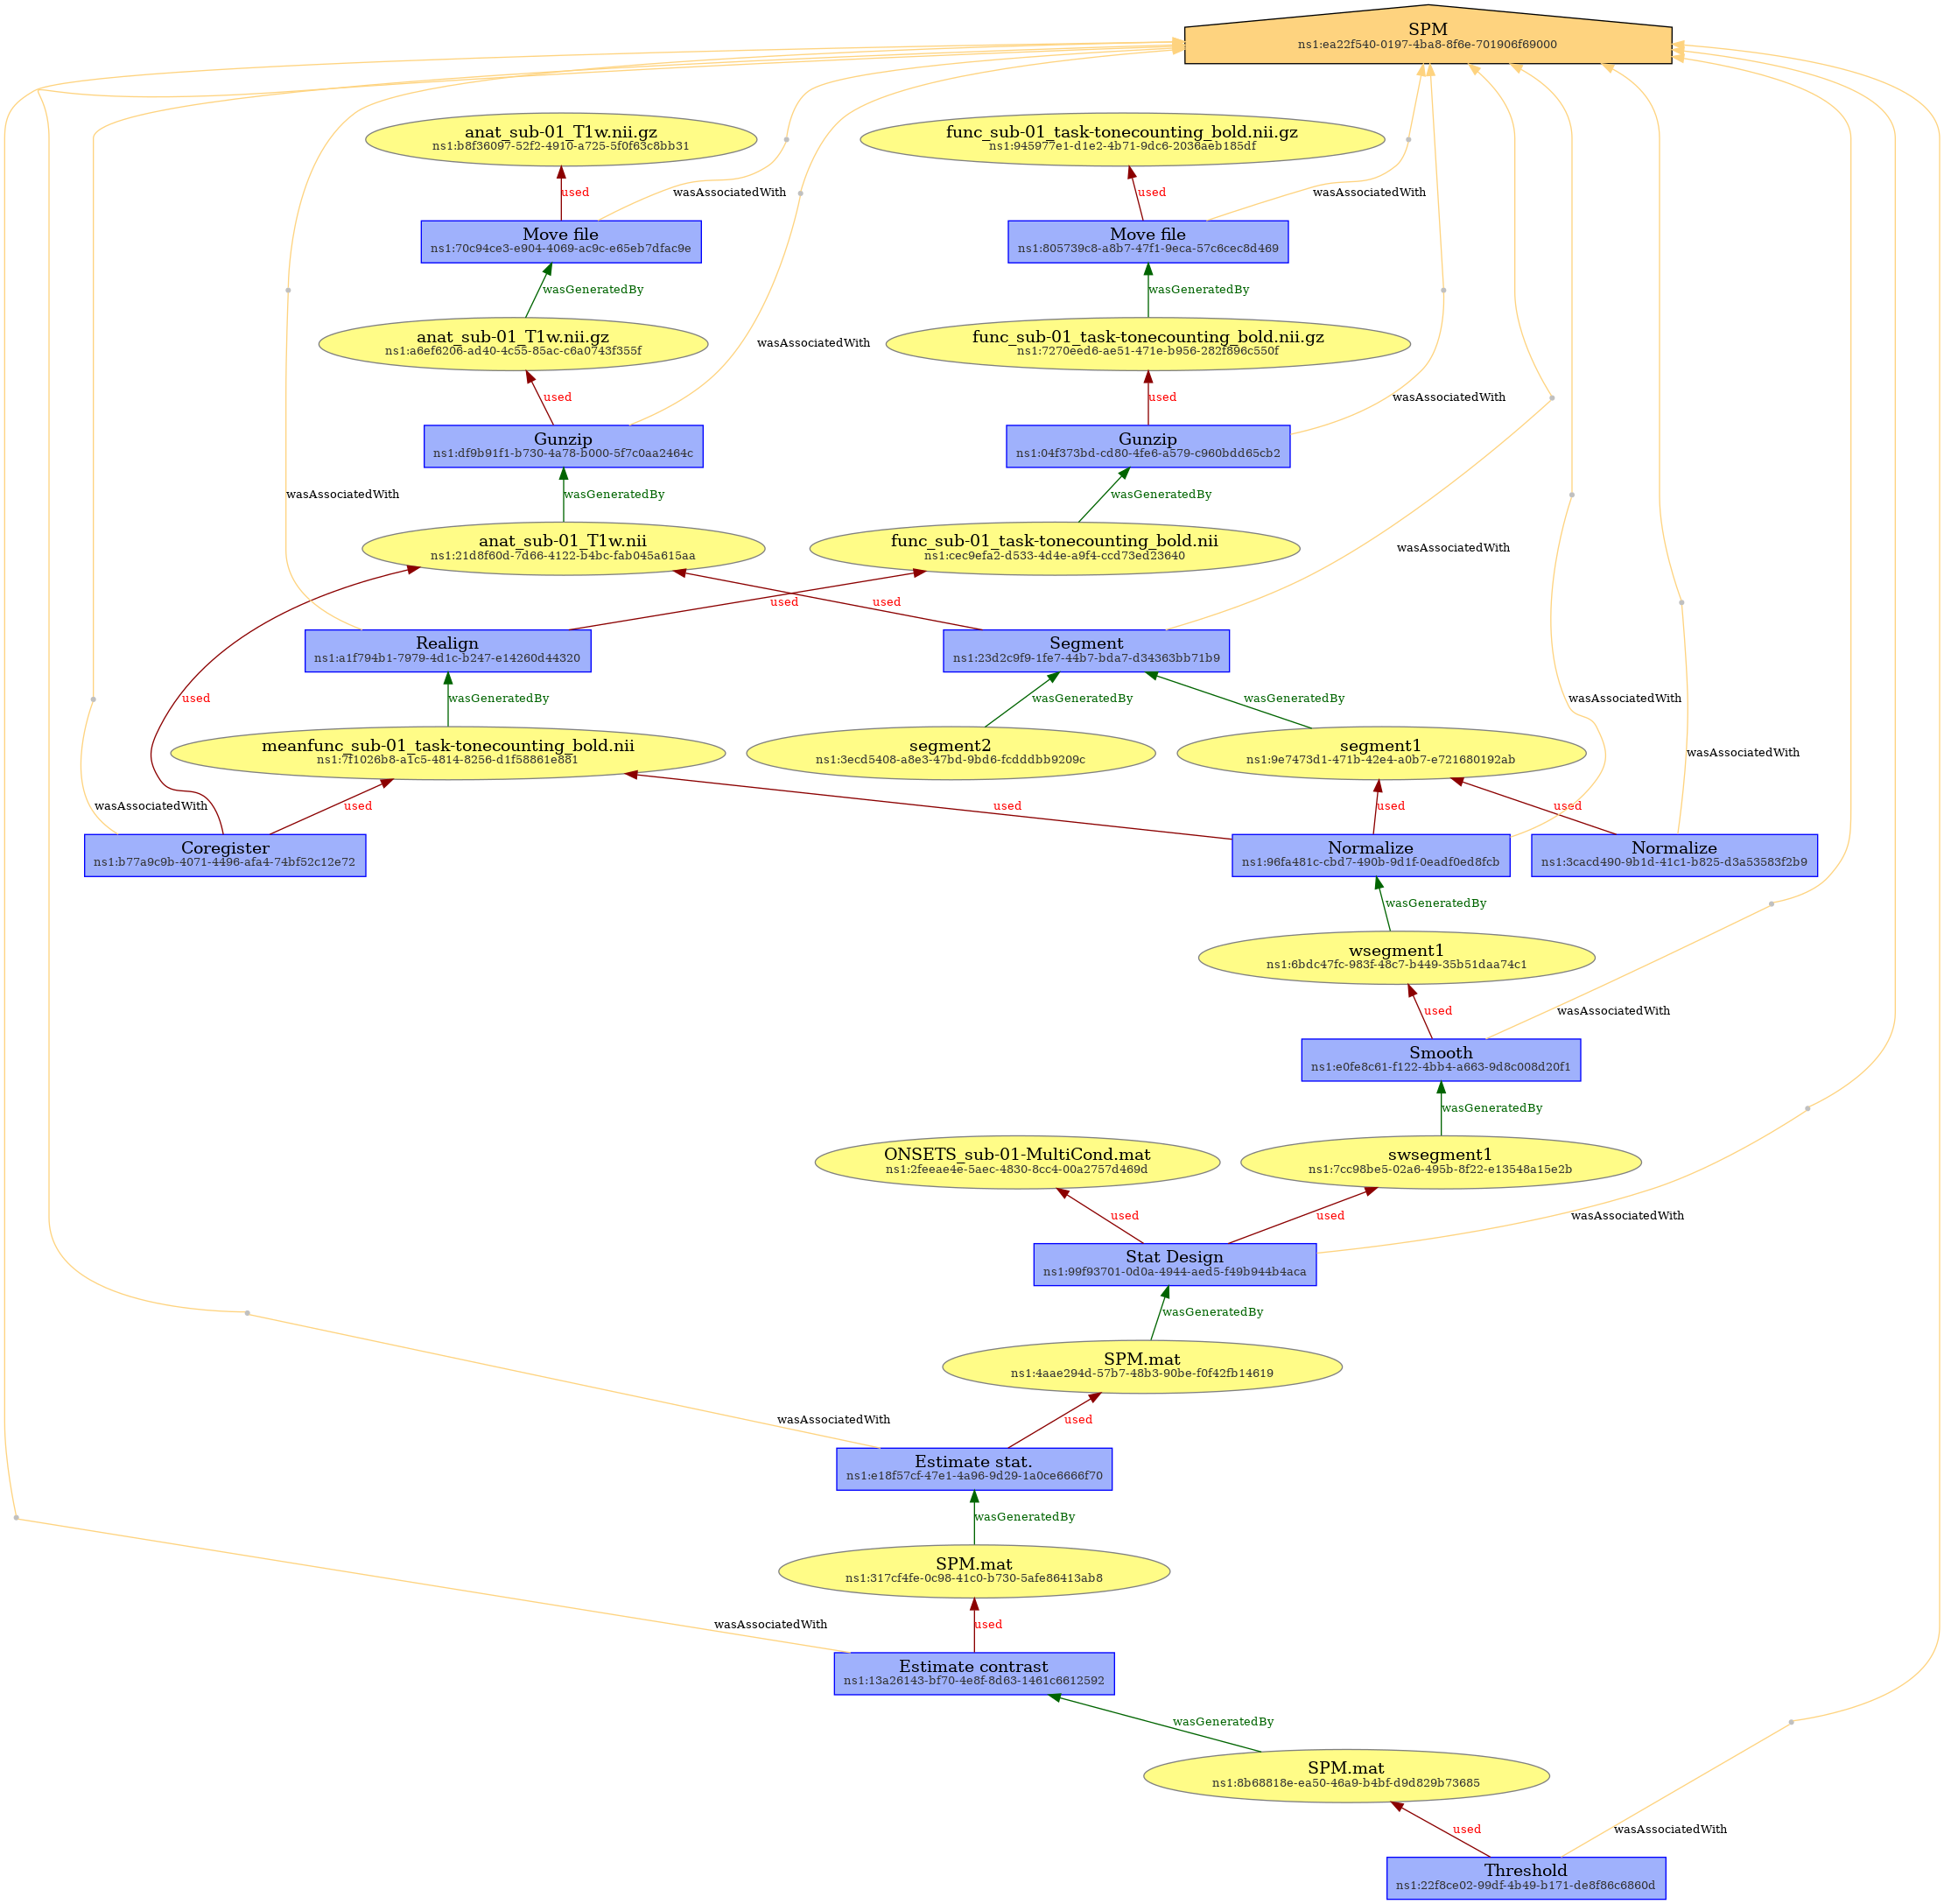 SPM
ns1:ea22f540-0197-4ba8-8f6e-701906f69000
anat_sub-01_T1w.nii.gz
ns1:b8f36097-52f2-4910-a725-5f0f63c8bb31
func_sub-01_task-tonecounting_bold.nii.gz
ns1:945977e1-d1e2-4b71-9dc6-2036aeb185df
used
wasAssociatedWith
used
wasAssociatedWith
Move file
ns1:70c94ce3-e904-4069-ac9c-e65eb7dfac9e
Move file
ns1:805739c8-a8b7-47f1-9eca-57c6cec8d469
wasGeneratedBy
wasGeneratedBy
anat_sub-01_T1w.nii.gz
ns1:a6ef6206-ad40-4c55-85ac-c6a0743f355f
wasAssociatedWith
func_sub-01_task-tonecounting_bold.nii.gz
ns1:7270eed6-ae51-471e-b956-282f896c550f
used
used
wasAssociatedWith
Gunzip
ns1:df9b91f1-b730-4a78-b000-5f7c0aa2464c
Gunzip
ns1:04f373bd-cd80-4fe6-a579-c960bdd65cb2
wasAssociatedWith
wasGeneratedBy
wasGeneratedBy
anat_sub-01_T1w.nii
ns1:21d8f60d-7d66-4122-b4bc-fab045a615aa
func_sub-01_task-tonecounting_bold.nii
ns1:cec9efa2-d533-4d4e-a9f4-ccd73ed23640
wasAssociatedWith
used
used
Realign
ns1:a1f794b1-7979-4d1c-b247-e14260d44320
Segment
ns1:23d2c9f9-1fe7-44b7-bda7-d34363bb71b9
used
wasGeneratedBy
wasGeneratedBy
wasGeneratedBy
wasAssociatedWith
meanfunc_sub-01_task-tonecounting_bold.nii
ns1:7f1026b8-a1c5-4814-8256-d1f58861e881
segment2
ns1:3ecd5408-a8e3-47bd-9bd6-fcdddbb9209c
segment1
ns1:9e7473d1-471b-42e4-a0b7-e721680192ab
wasAssociatedWith
wasAssociatedWith
used
used
used
used
Coregister
ns1:b77a9c9b-4071-4496-afa4-74bf52c12e72
Normalize
ns1:96fa481c-cbd7-490b-9d1f-0eadf0ed8fcb
Normalize
ns1:3cacd490-9b1d-41c1-b825-d3a53583f2b9
wasGeneratedBy
wsegment1
ns1:6bdc47fc-983f-48c7-b449-35b51daa74c1
used
wasAssociatedWith
Smooth
ns1:e0fe8c61-f122-4bb4-a663-9d8c008d20f1
wasGeneratedBy
ONSETS_sub-01-MultiCond.mat
ns1:2feeae4e-5aec-4830-8cc4-00a2757d469d
swsegment1
ns1:7cc98be5-02a6-495b-8f22-e13548a15e2b
used
used
wasAssociatedWith
Stat Design
ns1:99f93701-0d0a-4944-aed5-f49b944b4aca
wasGeneratedBy
SPM.mat
ns1:4aae294d-57b7-48b3-90be-f0f42fb14619
wasAssociatedWith
used
Estimate stat.
ns1:e18f57cf-47e1-4a96-9d29-1a0ce6666f70
wasGeneratedBy
SPM.mat
ns1:317cf4fe-0c98-41c0-b730-5afe86413ab8
wasAssociatedWith
used
Estimate contrast
ns1:13a26143-bf70-4e8f-8d63-1461c6612592
wasGeneratedBy
SPM.mat
ns1:8b68818e-ea50-46a9-b4bf-d9d829b73685
used
wasAssociatedWith
Threshold
ns1:22f8ce02-99df-4b49-b171-de8f86c6860d